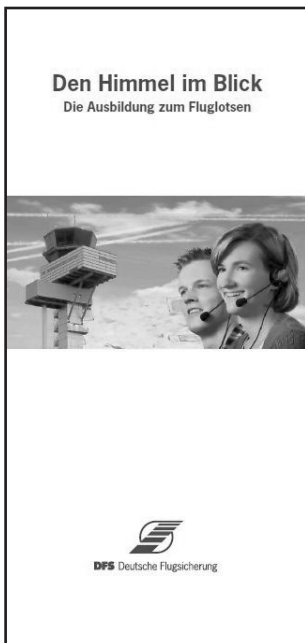 Den Himmel im Blick
Die Ausbildung zum Fluglotsen
DFS Deutsche Flugsicherung